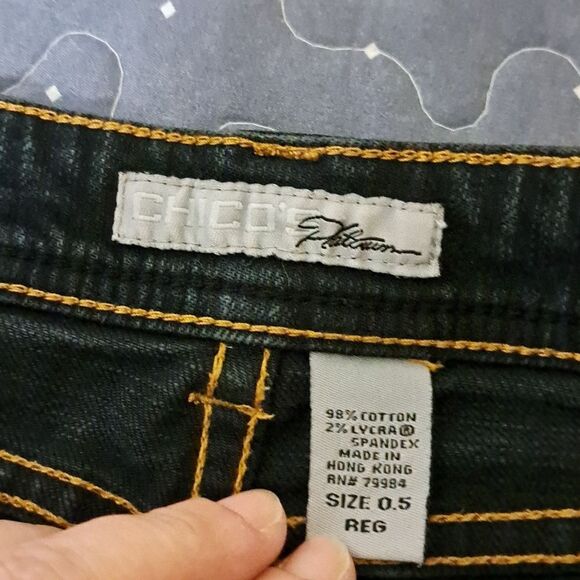 CHICO'S Platinum
98% COTTON
2% LYCRA® SPANDEX
MADE IN
HONG KONG
RN# 79984
SIZE 0.5
REG